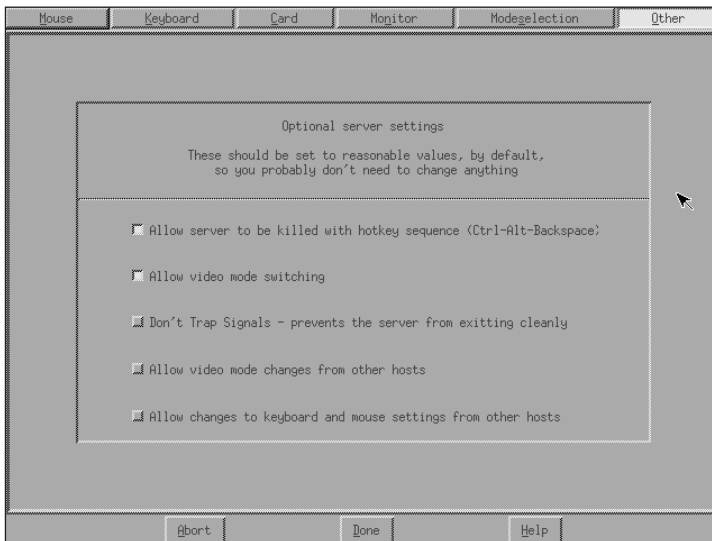 Mouse Keyboard Card Monitor Modeselection Other
Optional server settings
These should be set to reasonable values, by default,
so you probably don't need to change anything
Allow server to be killed with hotkey sequence (Ctrl-Alt-Backspace)
Allow video mode switching
Don't Trap Signals - prevents the server from exitting cleanly
Allow video mode changes from other hosts
Allow changes to keyboard and mouse settings from other hosts
Abort Done Help